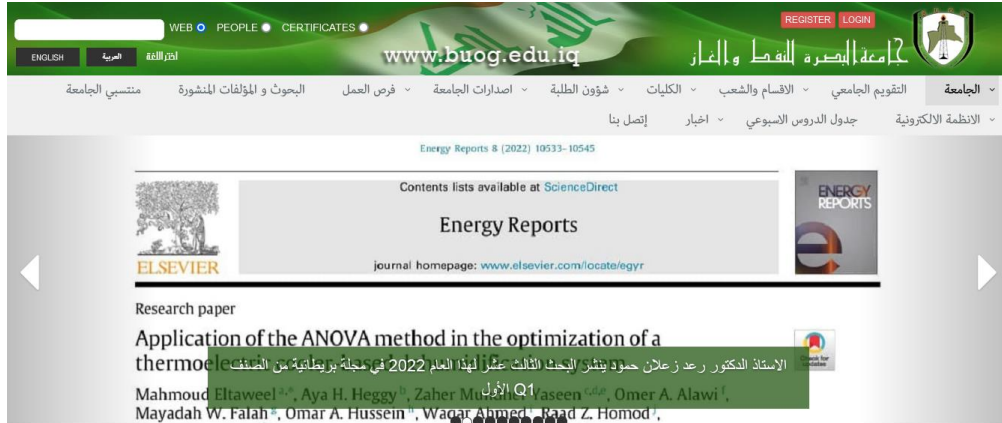 WEB PEOPLE CERTIFICATES
REGISTER LOGIN
ENGLISH العربية اختر اللغة
www.buog.edu.iq
جامعة البصرة للنفط والغاز
الجامعة التقويم الجامعي الاقسام والشعب الكليات شؤون الطلبة اصدارات الجامعة فرص العمل البحوث و المؤلفات المنشورة منتسبي الجامعة
الانظمة الالكترونية جدول الدروس الاسبوعي اخبار إتصل بنا
Energy Reports 8 (2022) 10533–10545
Contents lists available at ScienceDirect
Energy Reports
journal homepage: www.elsevier.com/locate/egyr
ELSEVIER
ENERGY
REPORTS
Research paper
Application of the ANOVA method in the optimization of a
الاستاذ الدكتور رعد زعلان حمود ينشر البحث الثالث عشر لهذا العام 2022 في مجلة بريطانية من الصنف
الأول Q1
Check for
updates
Mahmoud Eltaweel, Aya H. Heggy, Zaher Mundher Yaseen, Omer A. Alawi,
Mayadah W. Falah, Omar A. Hussein, Waqar Ahmed, Raad Z. Homod,